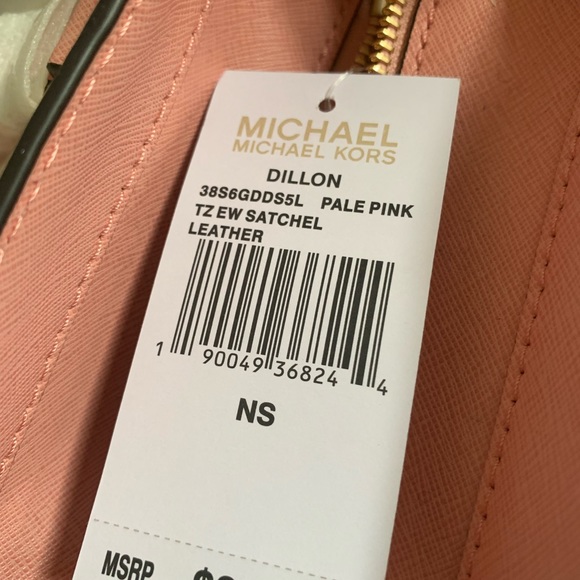 MICHAEL
MICHAEL KORS
DILLON
38S6GDDS5L PALE PINK
TZ EW SATCHEL
LEATHER
1 90049 36824 4
NS
MSRP